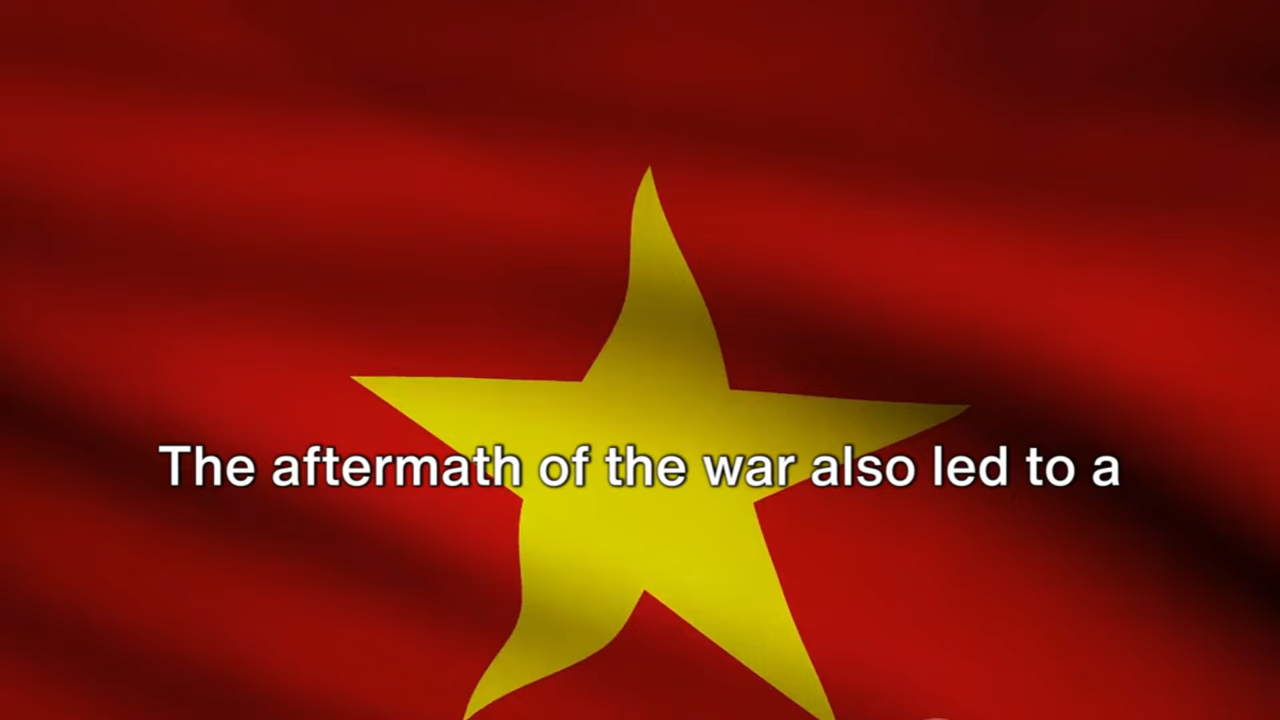 The aftermath of the war also led to a